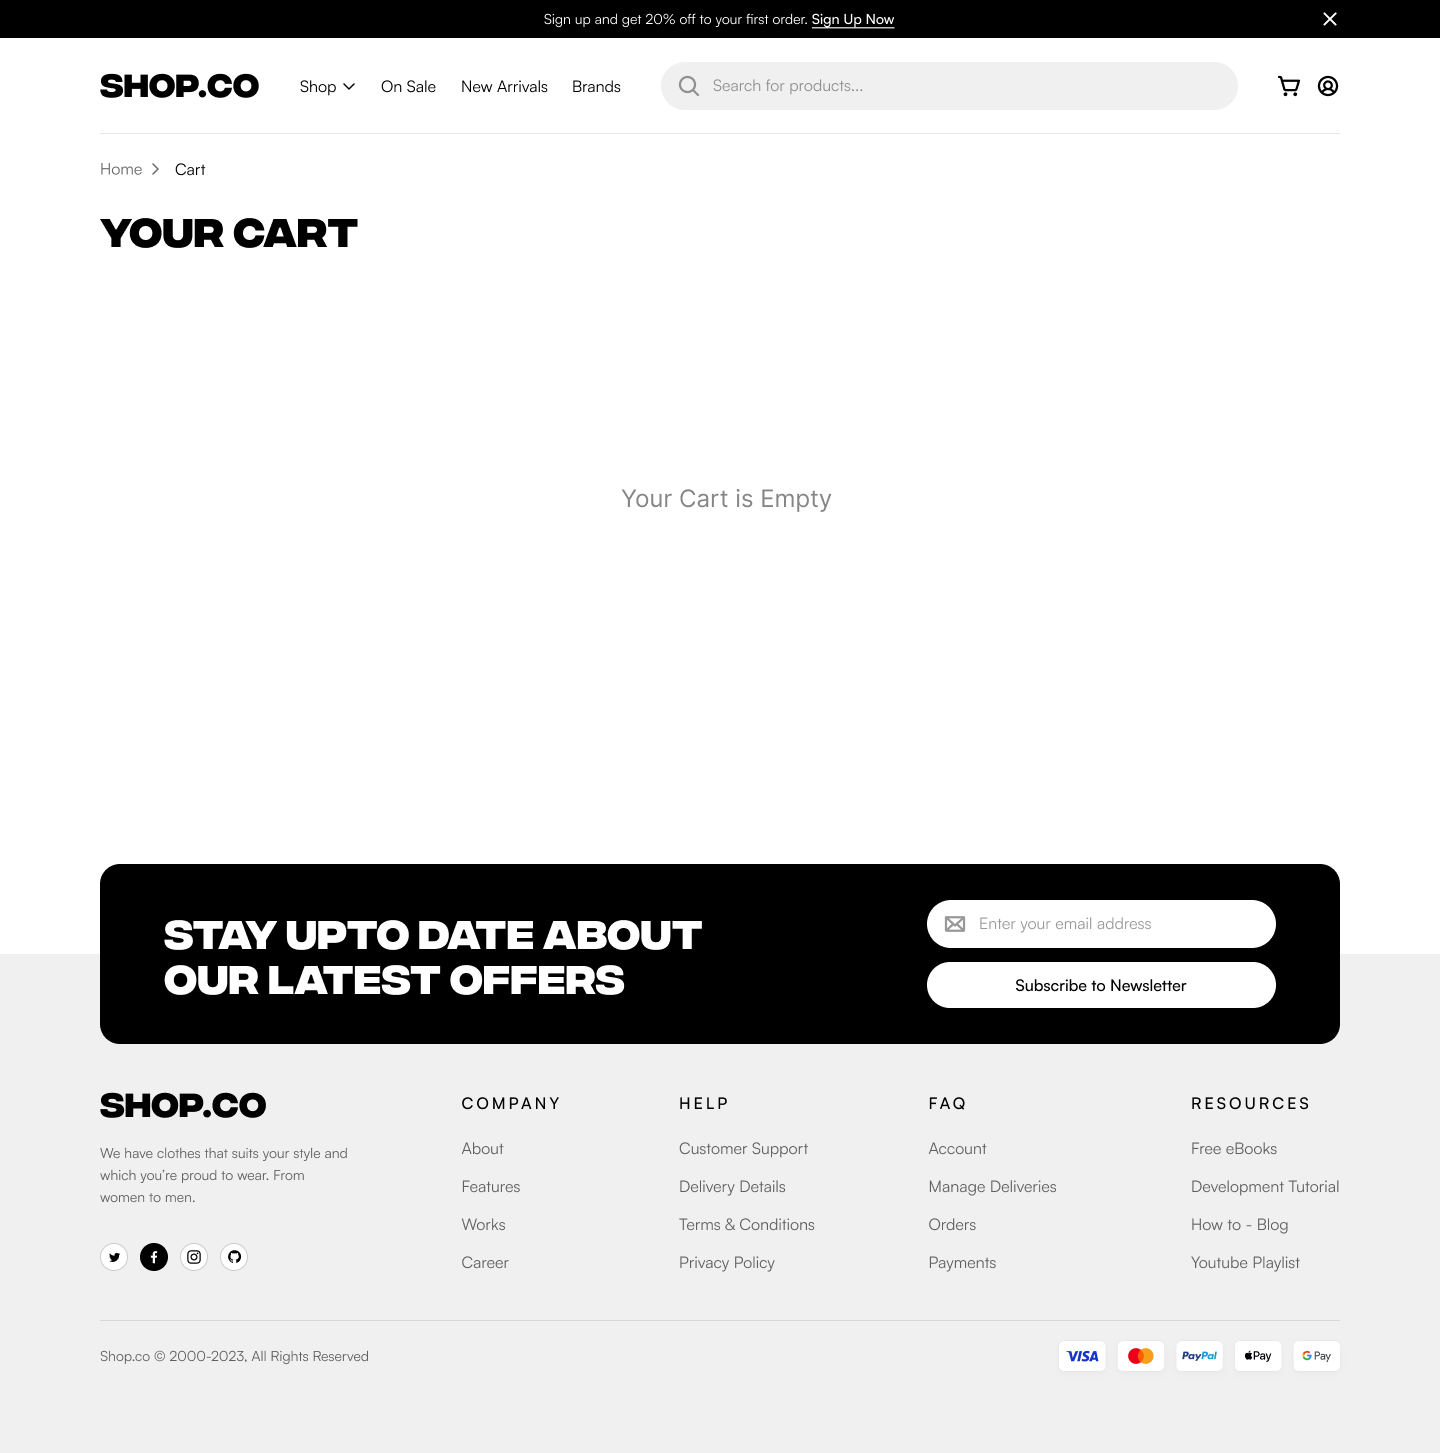 Sign up and get 20% off to your first order. Sign Up Now
SHOP.CO
Shop
On Sale
New Arrivals
Brands
Search for products...
Home
Cart
YOUR CART
Your Cart is Empty
STAY UPTO DATE ABOUT
OUR LATEST OFFERS
Enter your email address
Subscribe to Newsletter
SHOP.CO
We have clothes that suits your style and
which you're proud to wear. From
women to men.
COMPANY
About
Features
Works
Career
HELP
Customer Support
Delivery Details
Terms & Conditions
Privacy Policy
FAQ
Account
Manage Deliveries
Orders
Payments
RESOURCES
Free eBooks
Development Tutorial
How to - Blog
Youtube Playlist
Shop.co © 2000-2023, All Rights Reserved
VISA
PayPal
Pay
G Pay